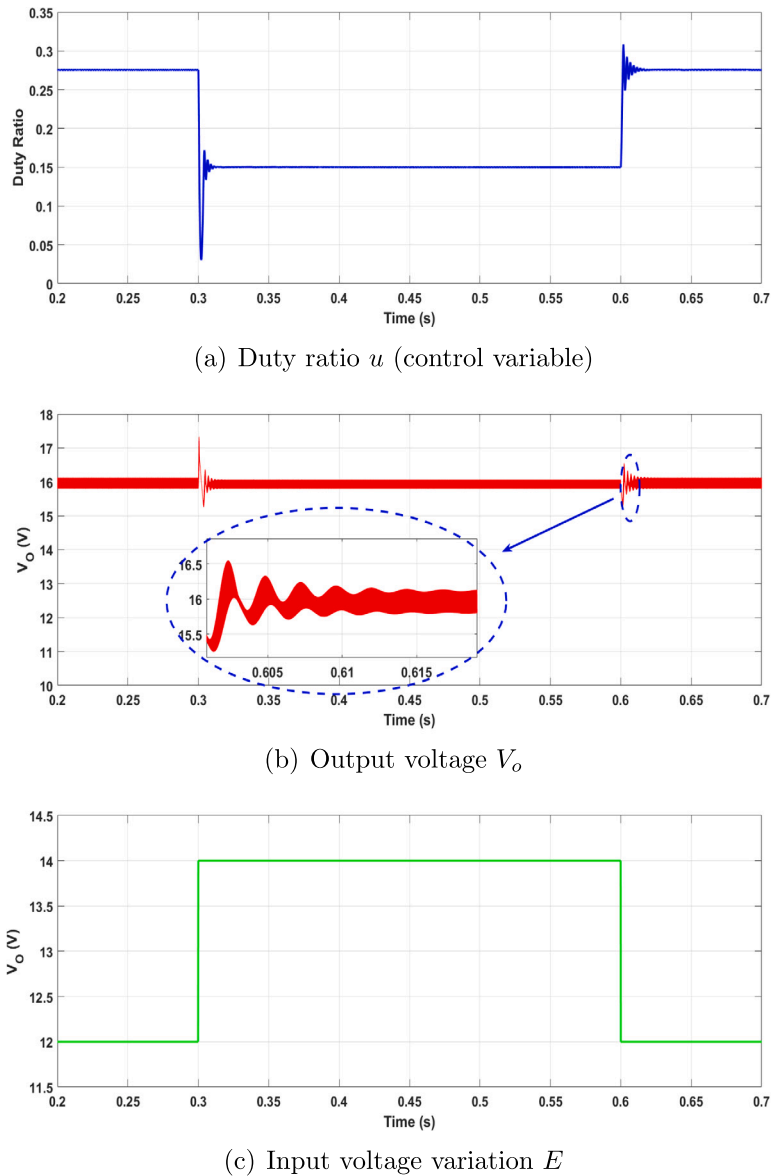 0.35
0.3
0.25
0.2
0.15
0.1
0.05
0
Duty Ratio
0.2 0.25 0.3 0.35 0.4 0.45 0.5 0.55 0.6 0.65 0.7
Time (s)
(a) Duty ratio u (control variable)
18
17
16
15
14
13
12
11
10
V_O (V)
16.5
16
15.5
0.605 0.61 0.615
0.2 0.25 0.3 0.35 0.4 0.45 0.5 0.55 0.6 0.65 0.7
Time (s)
(b) Output voltage V_o
14.5
14
13.5
13
12.5
12
11.5
V_O (V)
0.2 0.25 0.3 0.35 0.4 0.45 0.5 0.55 0.6 0.65 0.7
Time (s)
(c) Input voltage variation E